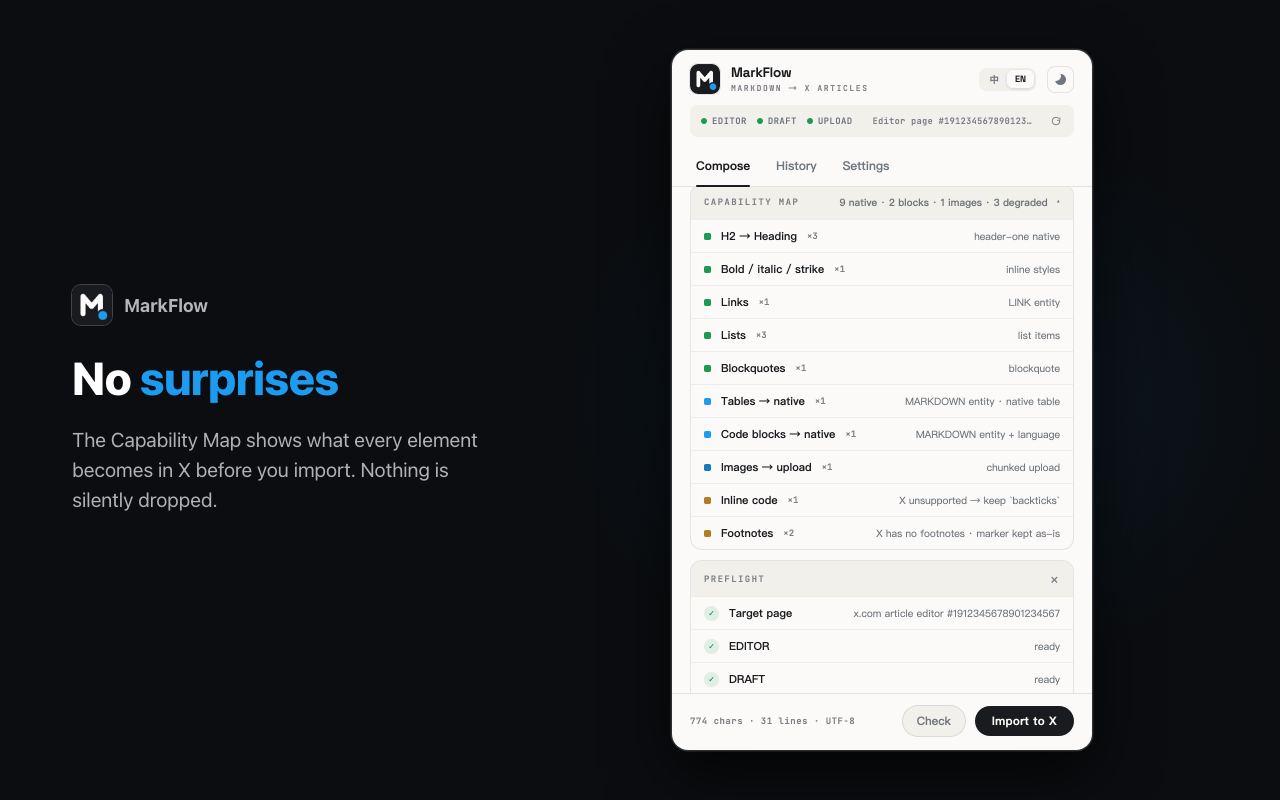 MarkFlow
No surprises
The Capability Map shows what every element
becomes in X before you import. Nothing is
silently dropped.
MarkFlow
MARKDOWN → X ARTICLES
中 EN
EDITOR DRAFT UPLOAD Editor page #191234567890123…
Compose History Settings
CAPABILITY MAP 9 native · 2 blocks · 1 images · 3 degraded
H2 → Heading ×3 header-one native
Bold / italic / strike ×1 inline styles
Links ×1 LINK entity
Lists ×3 list items
Blockquotes ×1 blockquote
Tables → native ×1 MARKDOWN entity · native table
Code blocks → native ×1 MARKDOWN entity + language
Images → upload ×1 chunked upload
Inline code ×1 X unsupported → keep `backticks`
Footnotes ×2 X has no footnotes · marker kept as-is
PREFLIGHT ×
✓ Target page x.com article editor #1912345678901234567
✓ EDITOR ready
✓ DRAFT ready
774 chars · 31 lines · UTF-8 Check Import to X